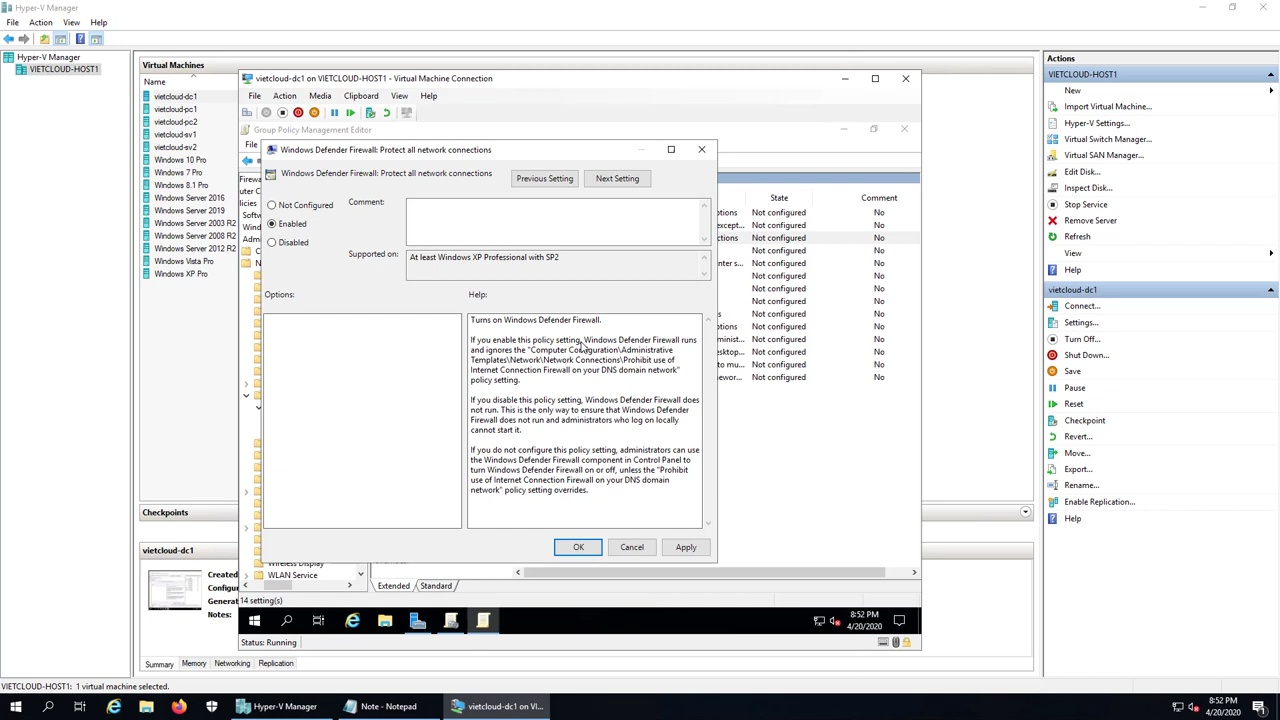 Hyper-V Manager
File Action View Help
Hyper-V Manager
VIETCLOUD-HOST1
Virtual Machines
Name
vietcloud-dc1
vietcloud-pc1
vietcloud-pc2
vietcloud-sv1
vietcloud-sv2
Windows 10 Pro
Windows 7 Pro
Windows 8.1 Pro
Windows Server 2016
Windows Server 2019
Windows Server 2003 R2
Windows Server 2008 R2
Windows Server 2012 R2
Windows Vista Pro
Windows XP Pro
Checkpoints
vietcloud-dc1
Created
Configu
Generat
Notes:
Summary Memory Networking Replication
vietcloud-dc1 on VIETCLOUD-HOST1 - Virtual Machine Connection
File Action Media Clipboard View Help
Group Policy Management Editor
File
Windows Defender Firewall: Protect all network connections
Windows Defender Firewall: Protect all network connections
Previous Setting Next Setting
Not Configured
Enabled
Disabled
Comment:
Supported on:
At least Windows XP Professional with SP2
Options:
Help:
Turns on Windows Defender Firewall.
If you enable this policy setting, Windows Defender Firewall runs
and ignores the "Computer Configuration\Administrative
Templates\Network\Network Connections\Prohibit use of
Internet Connection Firewall on your DNS domain network"
policy setting.
If you disable this policy setting, Windows Defender Firewall does
not run. This is the only way to ensure that Windows Defender
Firewall does not run and administrators who log on locally
cannot start it.
If you do not configure this policy setting, administrators can use
the Windows Defender Firewall component in Control Panel to
turn Windows Defender Firewall on or off, unless the "Prohibit
use of Internet Connection Firewall on your DNS domain
network" policy setting overrides.
OK Cancel Apply
State Comment
ptions Not configured No
except... Not configured No
ctions Not configured No
Not configured No
nter s... Not configured No
Not configured No
Not configured No
Not configured No
Not configured No
Not configured No
minist... Not configured No
esktop... Not configured No
to mu... Not configured No
newor... Not configured No
WLAN Service
Extended Standard
14 setting(s)
8:52 PM
4/20/2020
Status: Running
Actions
VIETCLOUD-HOST1
New
Import Virtual Machine...
Hyper-V Settings...
Virtual Switch Manager...
Virtual SAN Manager...
Edit Disk...
Inspect Disk...
Stop Service
Remove Server
Refresh
View
Help
vietcloud-dc1
Connect...
Settings...
Turn Off...
Shut Down...
Save
Pause
Reset
Checkpoint
Revert...
Move...
Export...
Rename...
Enable Replication...
Help
VIETCLOUD-HOST1: 1 virtual machine selected.
Hyper-V Manager
Note - Notepad
vietcloud-dc1 on VI...
8:52 PM
4/20/2020